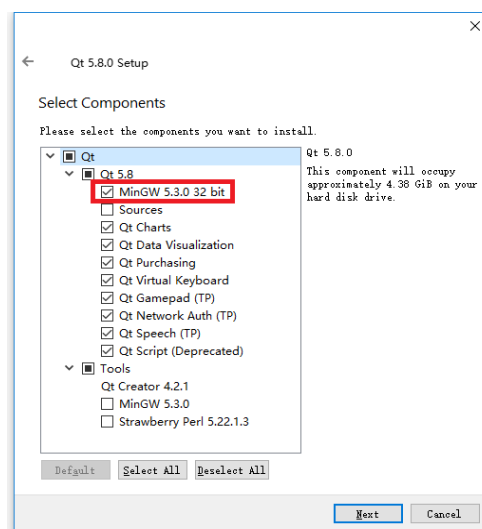 Qt 5.8.0 Setup
Select Components
Please select the components you want to install.
Qt
Qt 5.8
MinGW 5.3.0 32 bit
Sources
Qt Charts
Qt Data Visualization
Qt Purchasing
Qt Virtual Keyboard
Qt Gamepad (TP)
Qt Network Auth (TP)
Qt Speech (TP)
Qt Script (Deprecated)
Tools
Qt Creator 4.2.1
MinGW 5.3.0
Strawberry Perl 5.22.1.3
Qt 5.8.0
This component will occupy
approximately 4.38 GiB on your
hard disk drive.
Default Select All Deselect All
Next Cancel